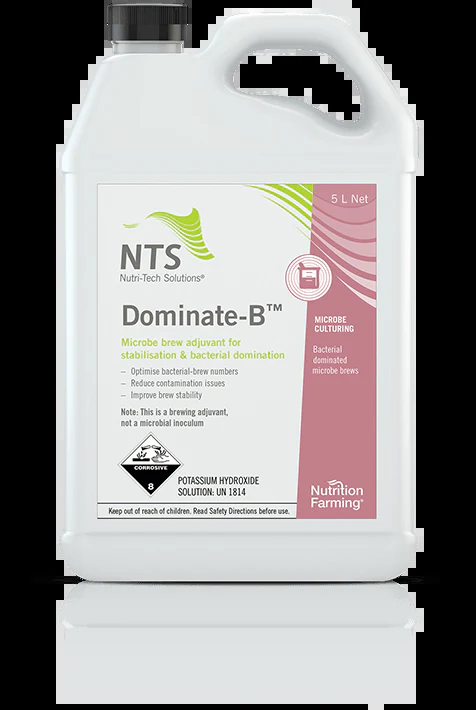 5 L Net
NTS
Nutri-Tech Solutions®
Dominate-B™
Microbe brew adjuvant for
stabilisation & bacterial domination
– Optimise bacterial-brew numbers
– Reduce contamination issues
– Improve brew stability
Note: This is a brewing adjuvant,
not a microbial inoculum
MICROBE
CULTURING
Bacterial
dominated
microbe brews
CORROSIVE
8
POTASSIUM HYDROXIDE
SOLUTION: UN 1814
Nutrition
Farming®
Keep out of reach of children. Read Safety Directions before use.